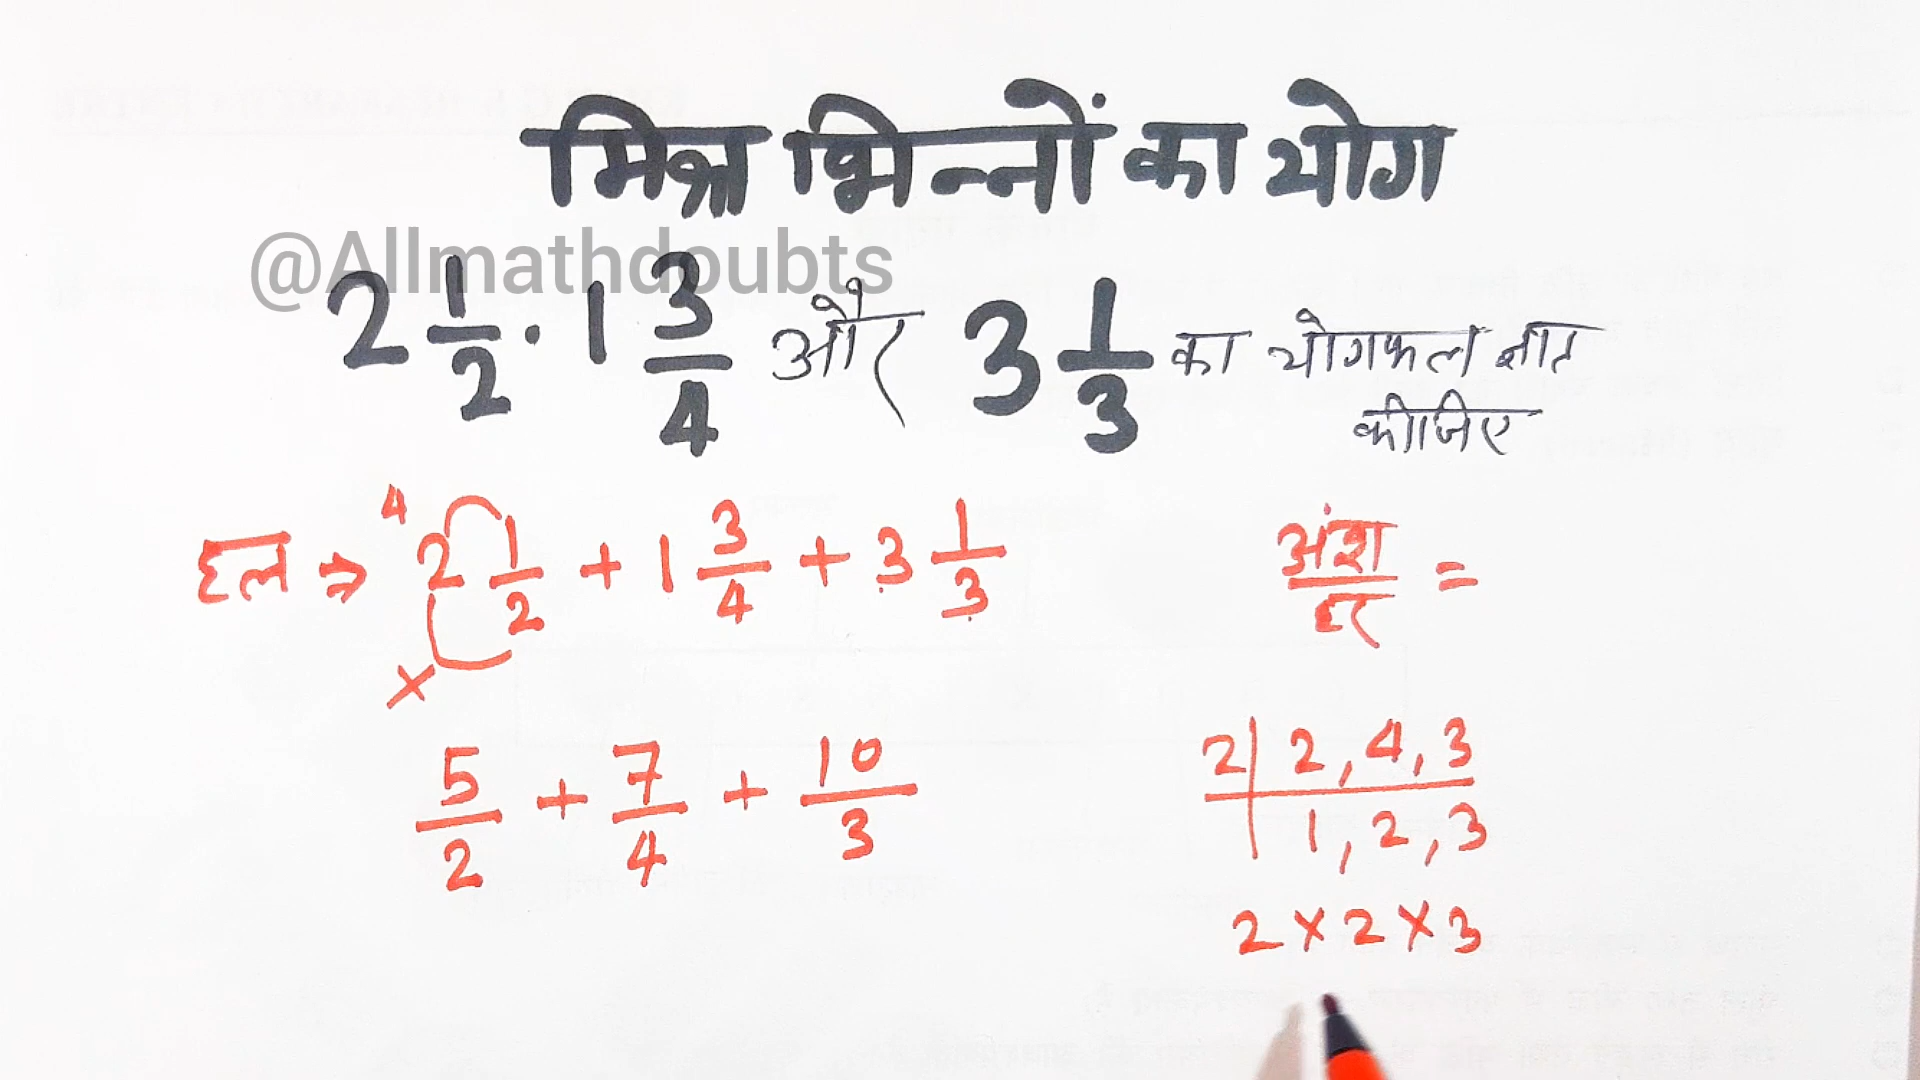 मिश्र भिन्नों का योग
@Allmathdoubts
2 1/2 . 1 3/4 और 3 1/3 का योगफल ज्ञात
कीजिए
हल ⇒ 4 2 1/2 + 1 3/4 + 3 1/3
×
अंश/हर =
5/2 + 7/4 + 10/3
2 | 2, 4, 3
1, 2, 3
2 × 2 × 3